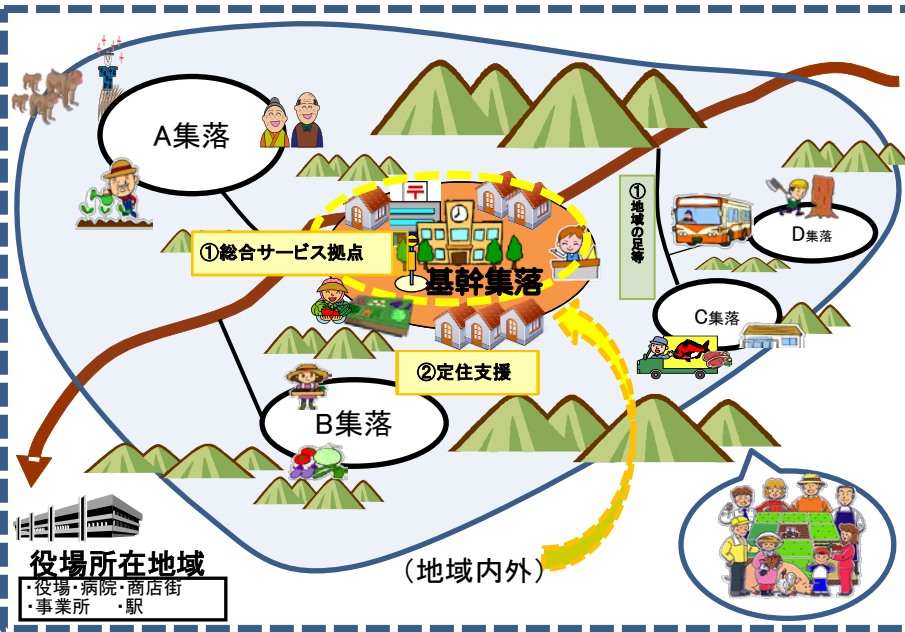 A集落
①総合サービス拠点
〒
基幹集落
①地域の足等
D集落
C集落
②定住支援
B集落
(地域内外)
役場所在地域
・役場・病院・商店街
・事業所　・駅